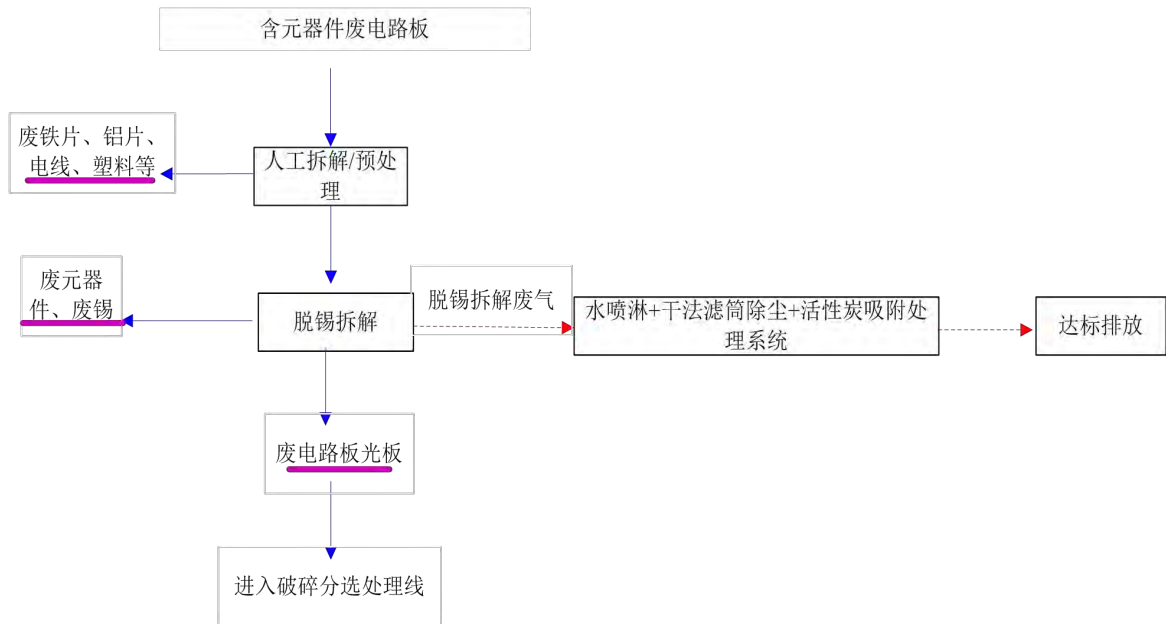 含元器件废电路板
废铁片、铝片、
电线、塑料等
人工拆解/预处
理
废元器
件、废锡
脱锡拆解
脱锡拆解废气
水喷淋+干法滤筒除尘+活性炭吸附处
理系统
达标排放
废电路板光板
进入破碎分选处理线